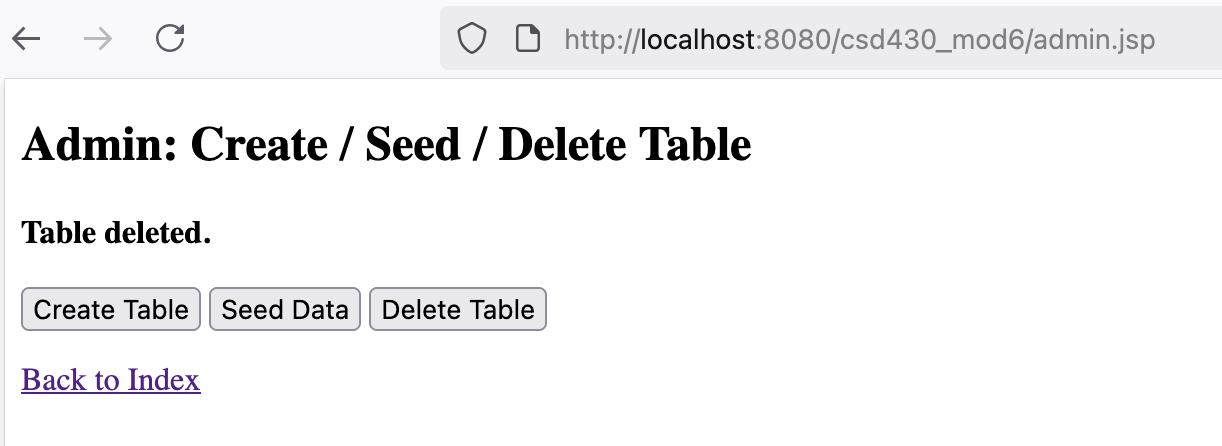 http://localhost:8080/csd430_mod6/admin.jsp
Admin: Create / Seed / Delete Table
Table deleted.
Create Table Seed Data Delete Table
Back to Index